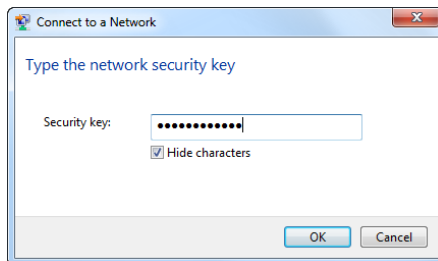 Connect to a Network
Type the network security key
Security key: ●●●●●●●●●●●●
Hide characters
OK Cancel